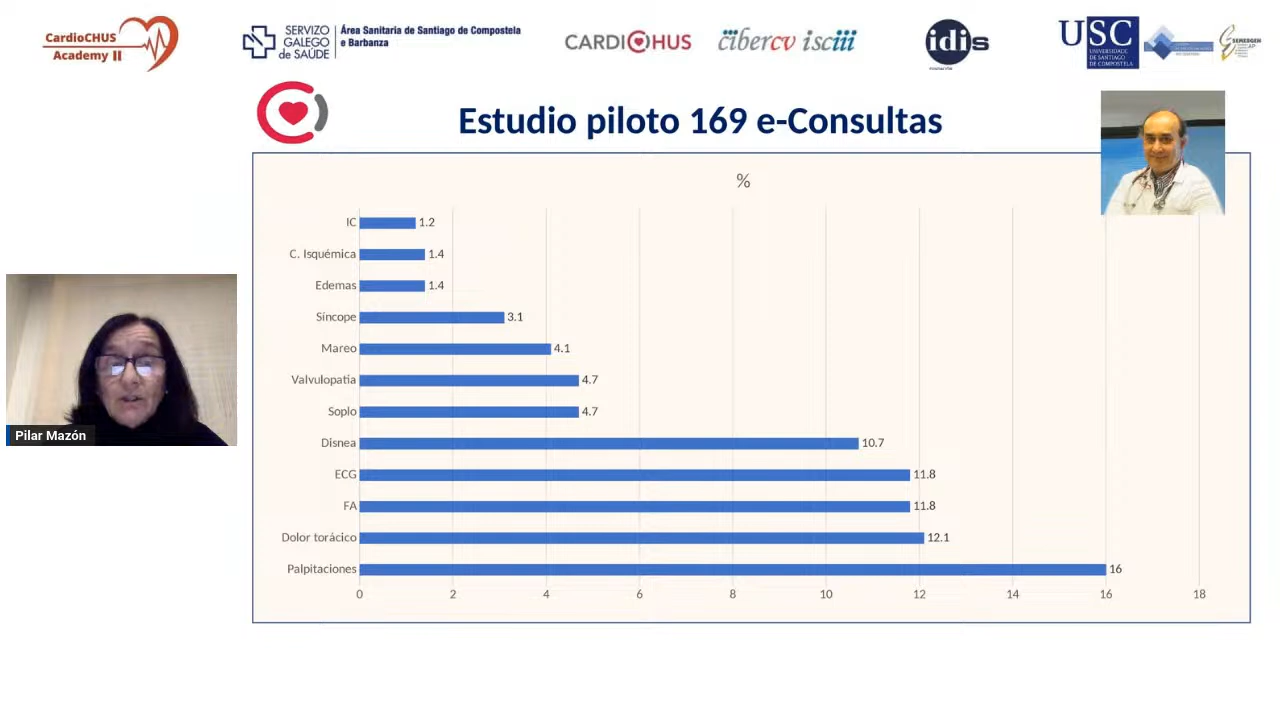 CardioCHUS
Academy II
SERVIZO
GALEGO
de SAÚDE
Área Sanitaria de Santiago de Compostela
e Barbanza
CARDIOCHUS
cibercv isciii
idis
USC
UNIVERSIDADE
DE SANTIAGO
DE COMPOSTELA
SEMERGEN
Estudio piloto 169 e-Consultas
%
IC 1.2
C. Isquémica 1.4
Edemas 1.4
Síncope 3.1
Mareo 4.1
Valvulopatia 4.7
Soplo 4.7
Disnea 10.7
ECG 11.8
FA 11.8
Dolor torácico 12.1
Palpitaciones 16
0 2 4 6 8 10 12 14 16 18
Pilar Mazón